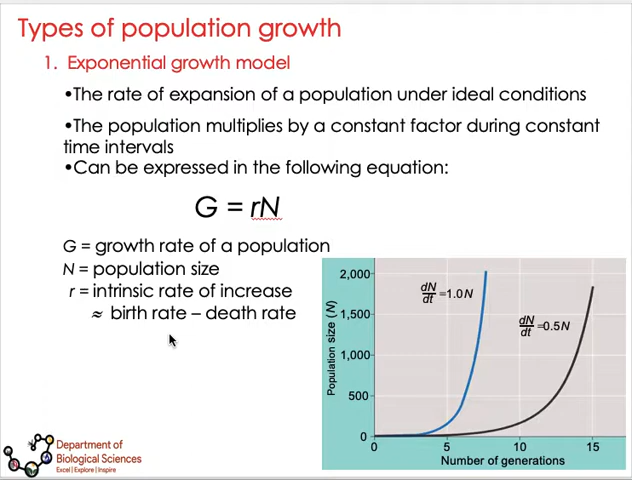 Types of population growth
1. Exponential growth model
•The rate of expansion of a population under ideal conditions
•The population multiplies by a constant factor during constant
time intervals
•Can be expressed in the following equation:
G = rN
G = growth rate of a population
N = population size
r = intrinsic rate of increase
≈ birth rate – death rate
Population size (N)
2,000
1,500
1,000
500
0
dN/dt =1.0N
dN/dt =0.5N
0 5 10 15
Number of generations
Department of
Biological Sciences
Excel | Explore | Inspire